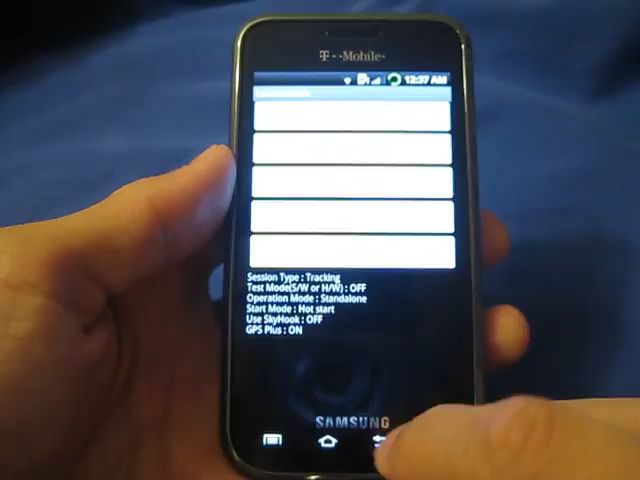 T··Mobile·
12:37 AM
Session Type : Tracking
Test Mode(S/W or H/W) : OFF
Operation Mode : Standalone
Start Mode : Hot start
Use SkyHook : OFF
GPS Plus : ON
SAMSUNG